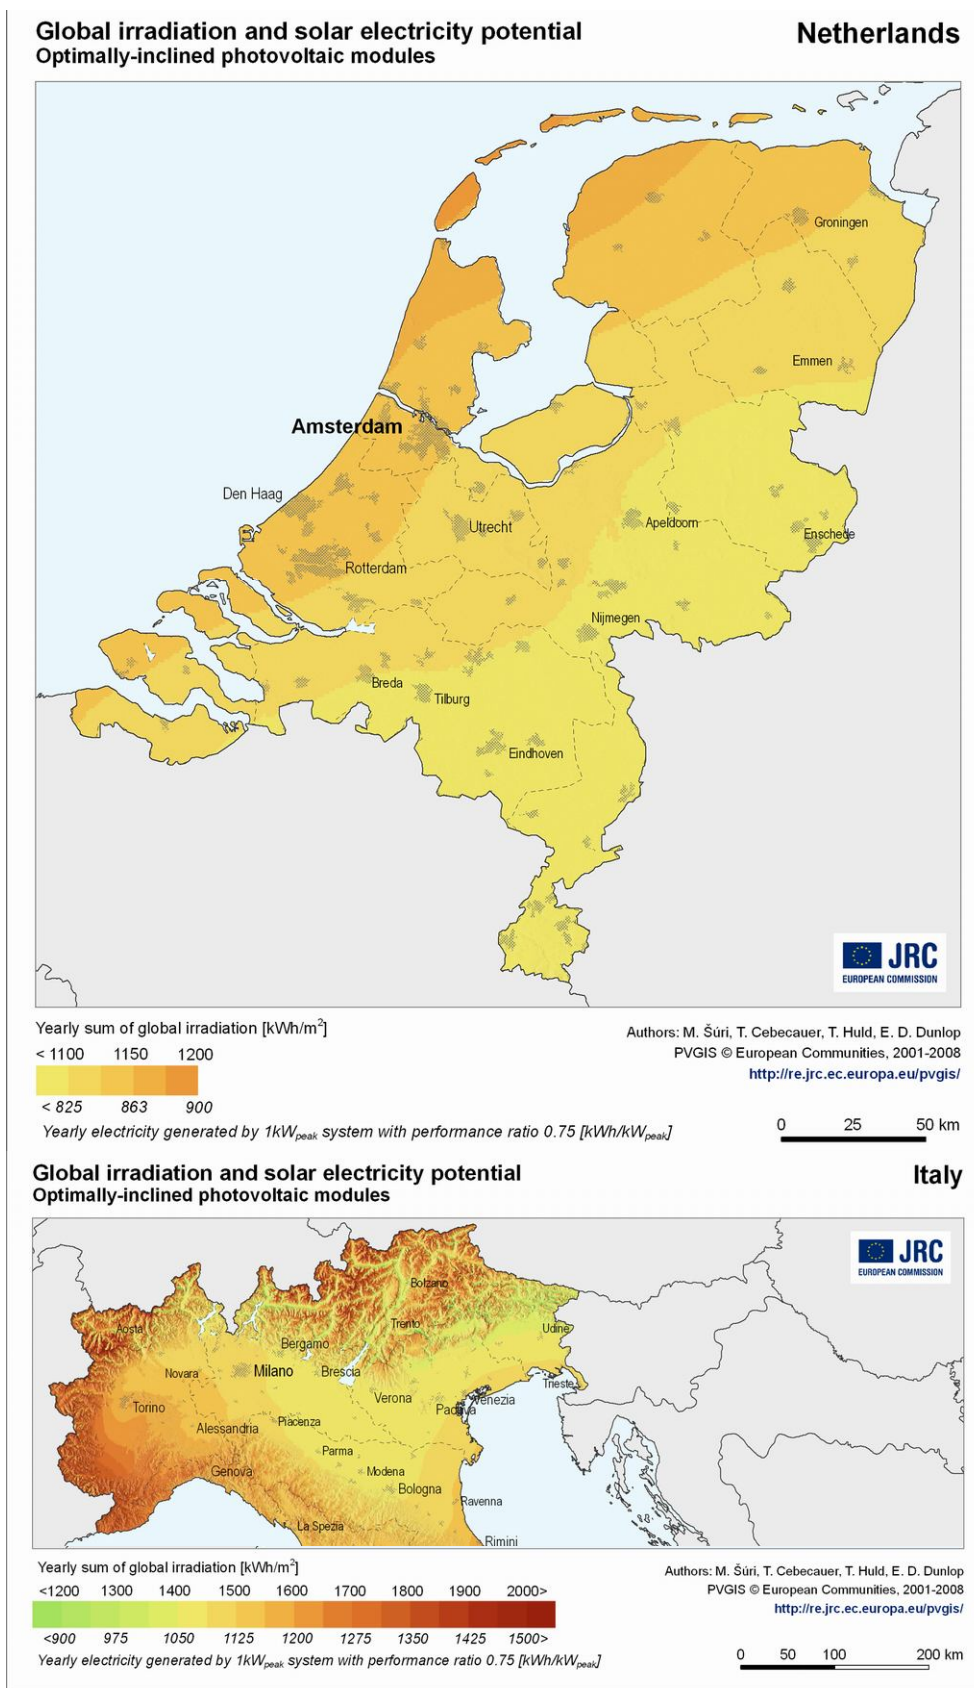 Global irradiation and solar electricity potential
Optimally-inclined photovoltaic modules
Netherlands
Groningen
Emmen
Amsterdam
Den Haag
Utrecht
Apeldoorn
Enschede
Rotterdam
Nijmegen
Breda
Tilburg
Eindhoven
JRC
EUROPEAN COMMISSION
Yearly sum of global irradiation [kWh/m²]
< 1100 1150 1200
< 825 863 900
Yearly electricity generated by 1kWpeak system with performance ratio 0.75 [kWh/kWpeak]
Authors: M. Šúri, T. Cebecauer, T. Huld, E. D. Dunlop
PVGIS © European Communities, 2001-2008
http://re.jrc.ec.europa.eu/pvgis/
0 25 50 km
Global irradiation and solar electricity potential
Optimally-inclined photovoltaic modules
Italy
JRC
EUROPEAN COMMISSION
Bolzano
Aosta
Trento
Udine
Bergamo
Novara
Milano
Brescia
Trieste
Verona
Venezia
Torino
Padova
Alessandria
Piacenza
Parma
Genova
Modena
Bologna
Ravenna
La Spezia
Rimini
Yearly sum of global irradiation [kWh/m²]
<1200 1300 1400 1500 1600 1700 1800 1900 2000>
<900 975 1050 1125 1200 1275 1350 1425 1500>
Yearly electricity generated by 1kWpeak system with performance ratio 0.75 [kWh/kWpeak]
Authors: M. Šúri, T. Cebecauer, T. Huld, E. D. Dunlop
PVGIS © European Communities, 2001-2008
http://re.jrc.ec.europa.eu/pvgis/
0 50 100 200 km